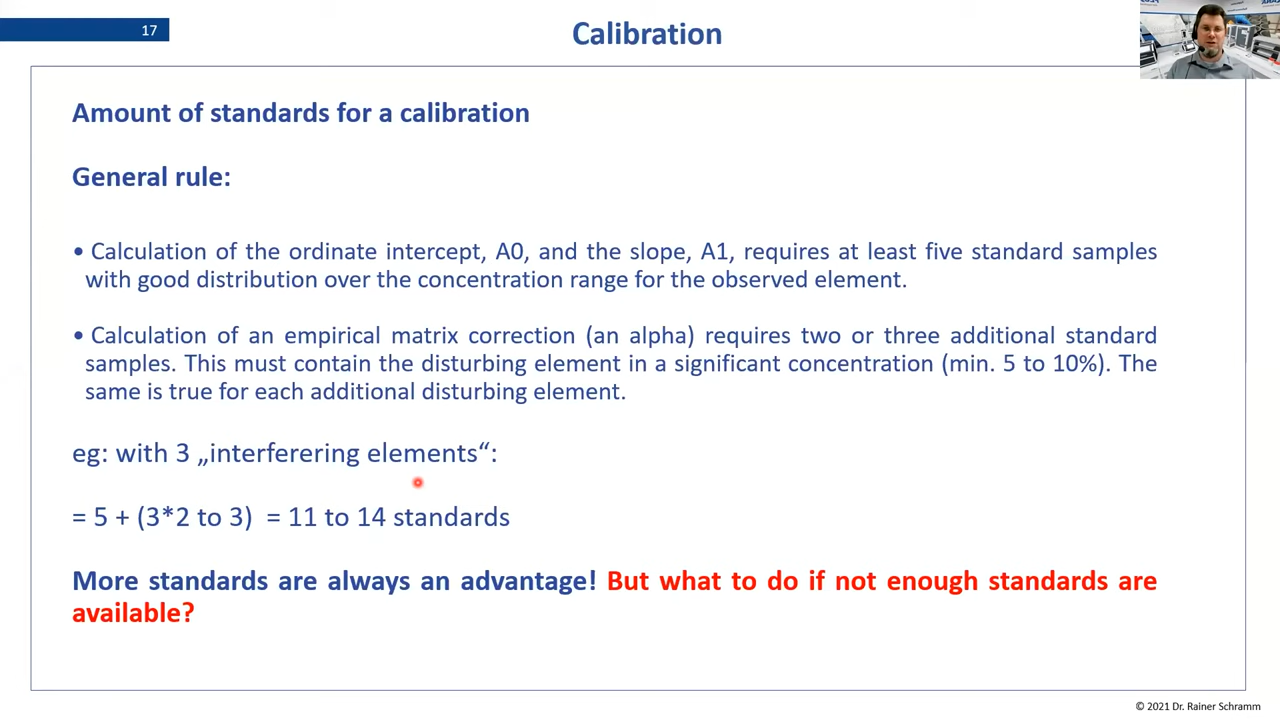 17
Calibration
Amount of standards for a calibration
General rule:
• Calculation of the ordinate intercept, A0, and the slope, A1, requires at least five standard samples
with good distribution over the concentration range for the observed element.
• Calculation of an empirical matrix correction (an alpha) requires two or three additional standard
samples. This must contain the disturbing element in a significant concentration (min. 5 to 10%). The
same is true for each additional disturbing element.
eg: with 3 „interferering elements“:
= 5 + (3*2 to 3) = 11 to 14 standards
More standards are always an advantage! But what to do if not enough standards are
available?
© 2021 Dr. Rainer Schramm